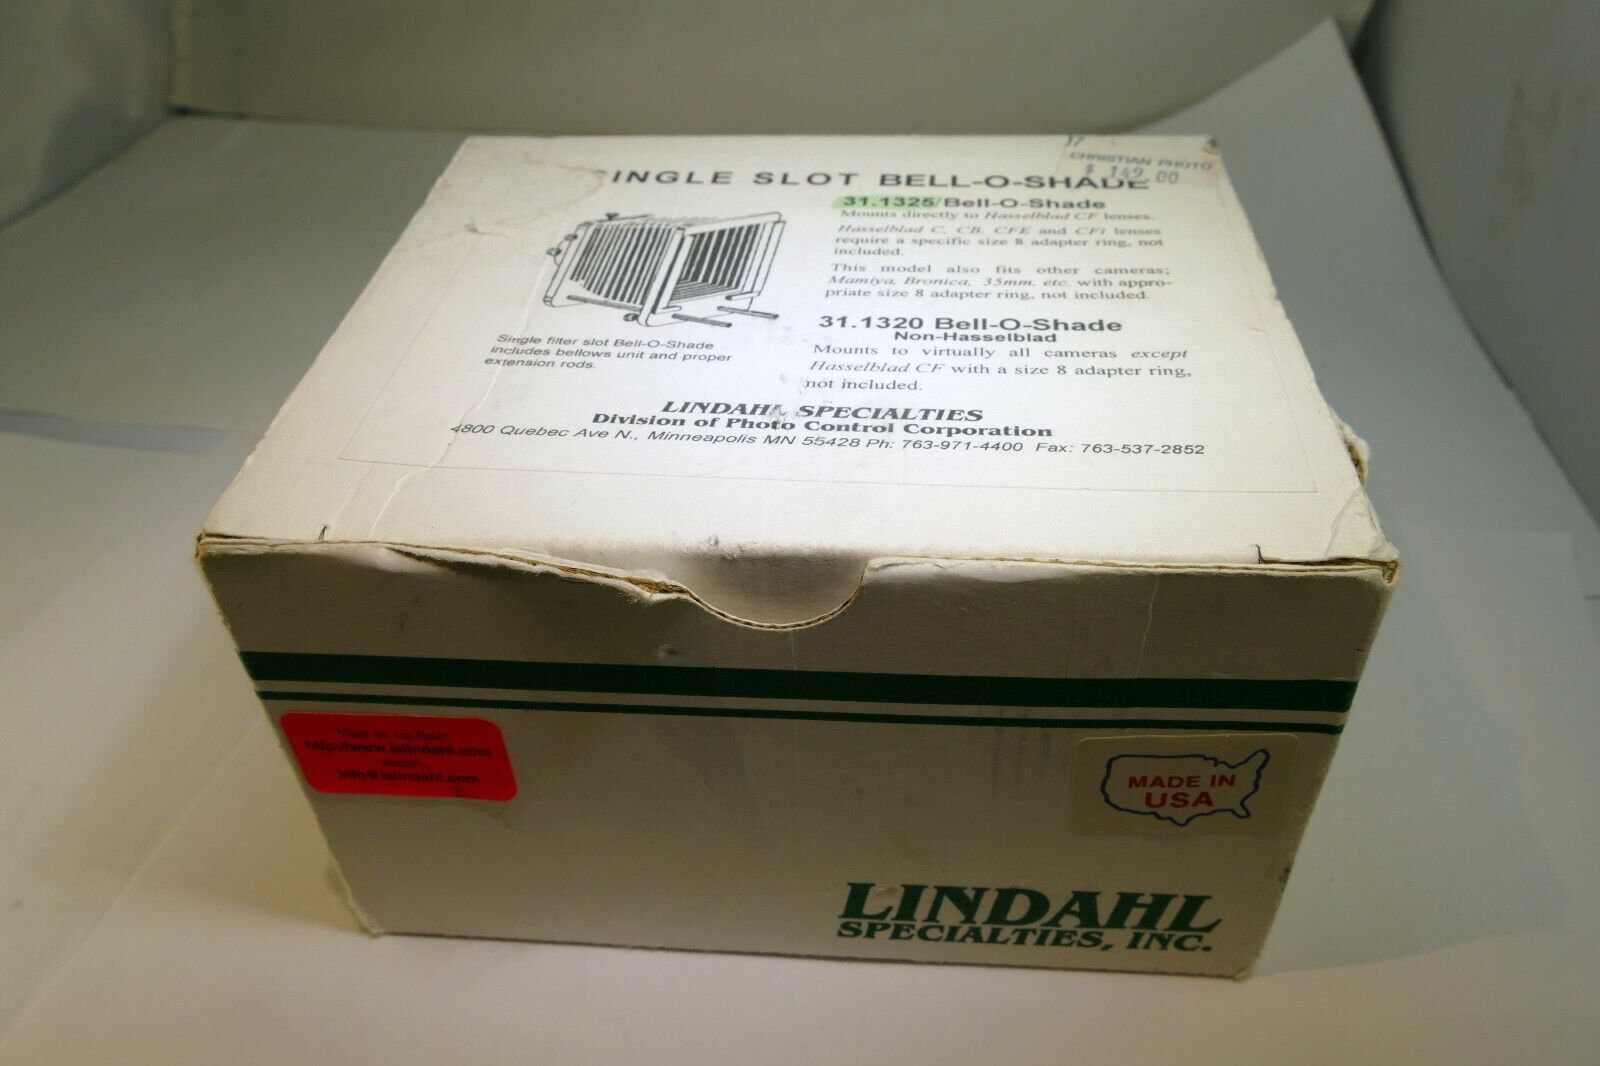 CHRISTIAN PHOTO
$ 149.00
SINGLE SLOT BELL-O-SHADE
31.1325 Bell-O-Shade
Mounts directly to Hasselblad CF lenses.
Hasselblad C, CB, CFE and CFi lenses
require a specific size 8 adapter ring, not
included.
This model also fits other cameras;
Mamiya, Bronica, 35mm, etc. with appro-
priate size 8 adapter ring, not included.
31.1320 Bell-O-Shade
Non-Hasselblad
Mounts to virtually all cameras except
Hasselblad CF with a size 8 adapter ring,
not included.
Single filter slot Bell-O-Shade
includes bellows unit and proper
extension rods.
LINDAHL SPECIALTIES
Division of Photo Control Corporation
4800 Quebec Ave N., Minneapolis MN 55428 Ph: 763-971-4400 Fax: 763-537-2852
Visit us on-line!
http://www.lslindahl.com
email-
info@lslindahl.com
MADE IN
USA
LINDAHL
SPECIALTIES, INC.